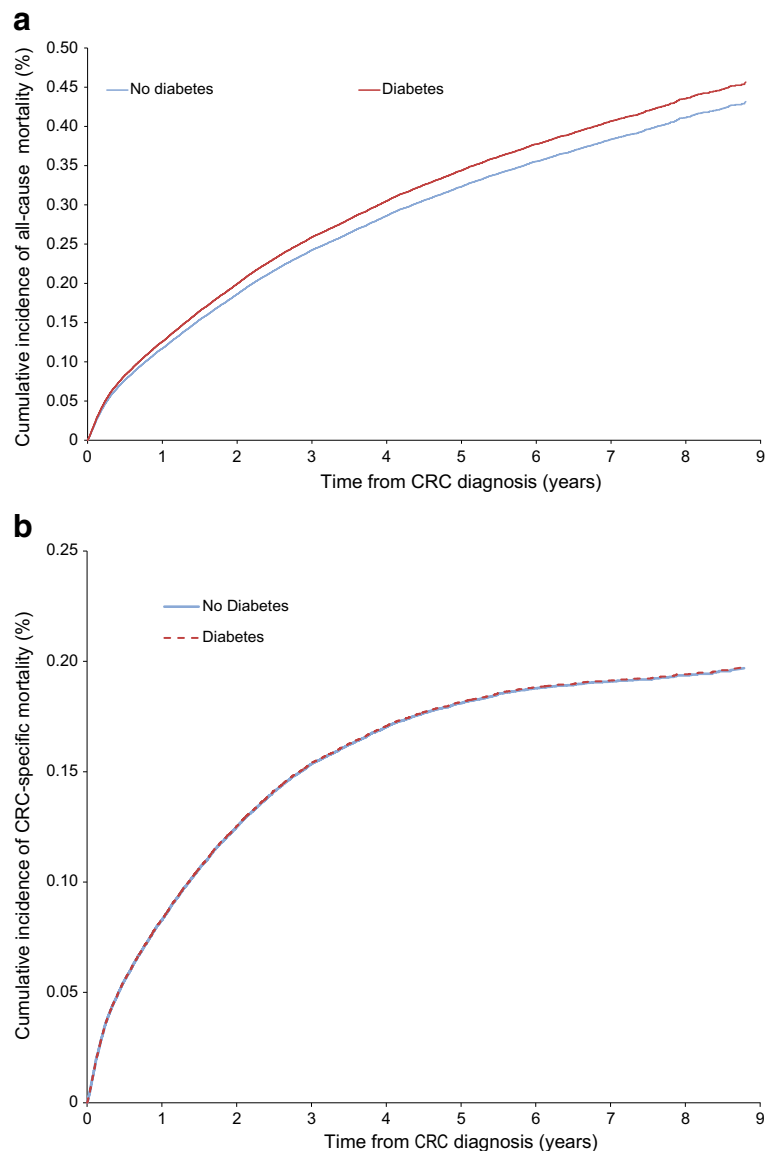 a
Cumulative incidence of all-cause mortality (%)
0.50
0.45
0.40
0.35
0.30
0.25
0.20
0.15
0.10
0.05
0
No diabetes
Diabetes
0 1 2 3 4 5 6 7 8 9
Time from CRC diagnosis (years)
b
Cumulative incidence of CRC-specific mortality (%)
0.25
0.20
0.15
0.10
0.05
0
No Diabetes
Diabetes
0 1 2 3 4 5 6 7 8 9
Time from CRC diagnosis (years)